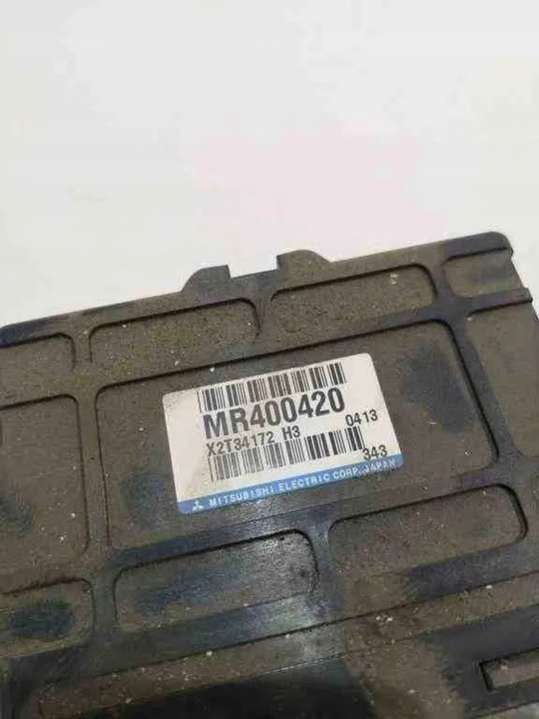 MR400420
X2T34172 H3 0413
343
MITSUBISHI ELECTRIC CORP. JAPAN